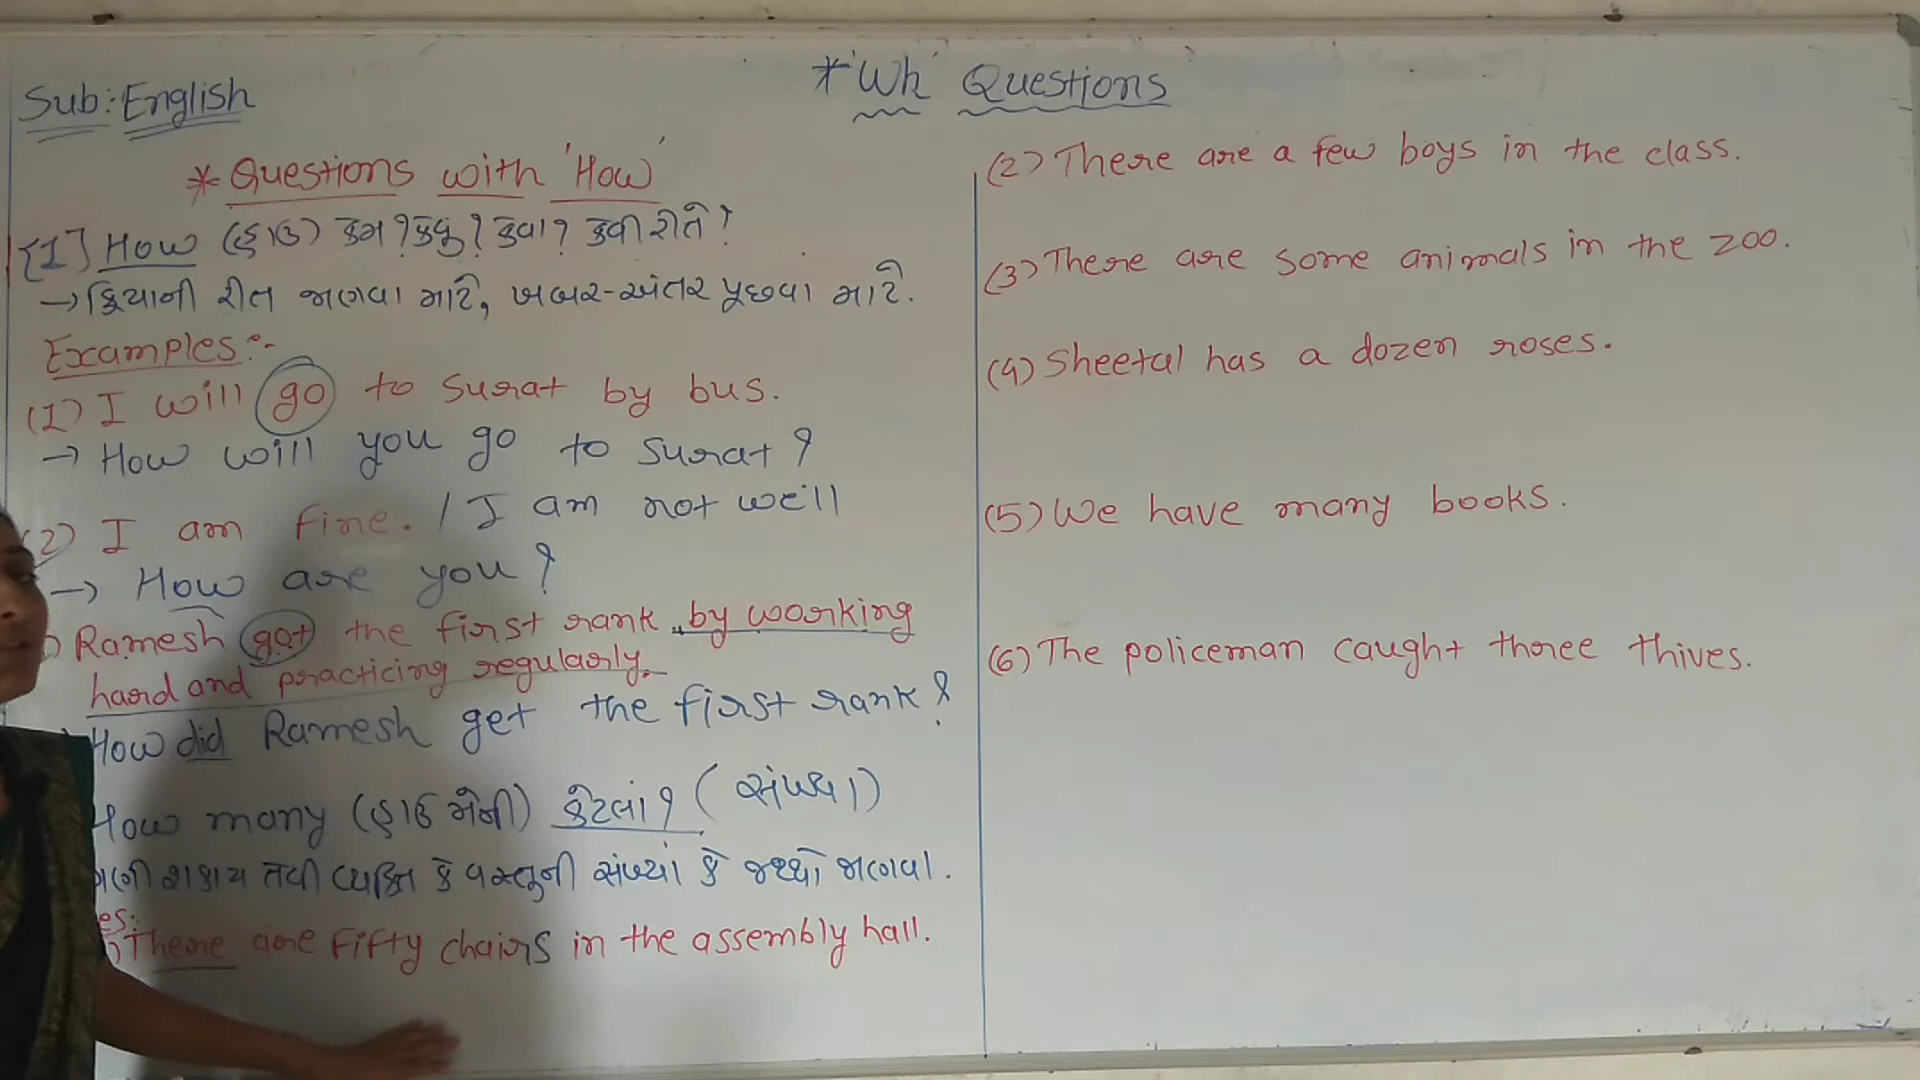 Sub: English
* 'Wh' Questions
* Questions with 'How'
[1] How (હાઉ) કેમ? કેવું? કેવા? કેવી રીતે?
→ ક્રિયાની રીત જાણવા માટે, ખબર-અંતર પૂછવા માટે.
Examples:-
(1) I will go to Surat by bus.
→ How will you go to Surat?
(2) I am fine. / I am not well
→ How are you?
) Ramesh got the first rank by working
hard and practicing regularly.
How did Ramesh get the first rank?
How many (હાઉ મેની) કેટલાં? (સંખ્યા)
ગણી શકાય તેવી વ્યક્તિ કે વસ્તુની સંખ્યા કે જથ્થો જાણવા.
es:
) There are fifty chairs in the assembly hall.
(2) There are a few boys in the class.
(3) There are some animals in the zoo.
(4) Sheetal has a dozen roses.
(5) We have many books.
(6) The policeman caught three thives.